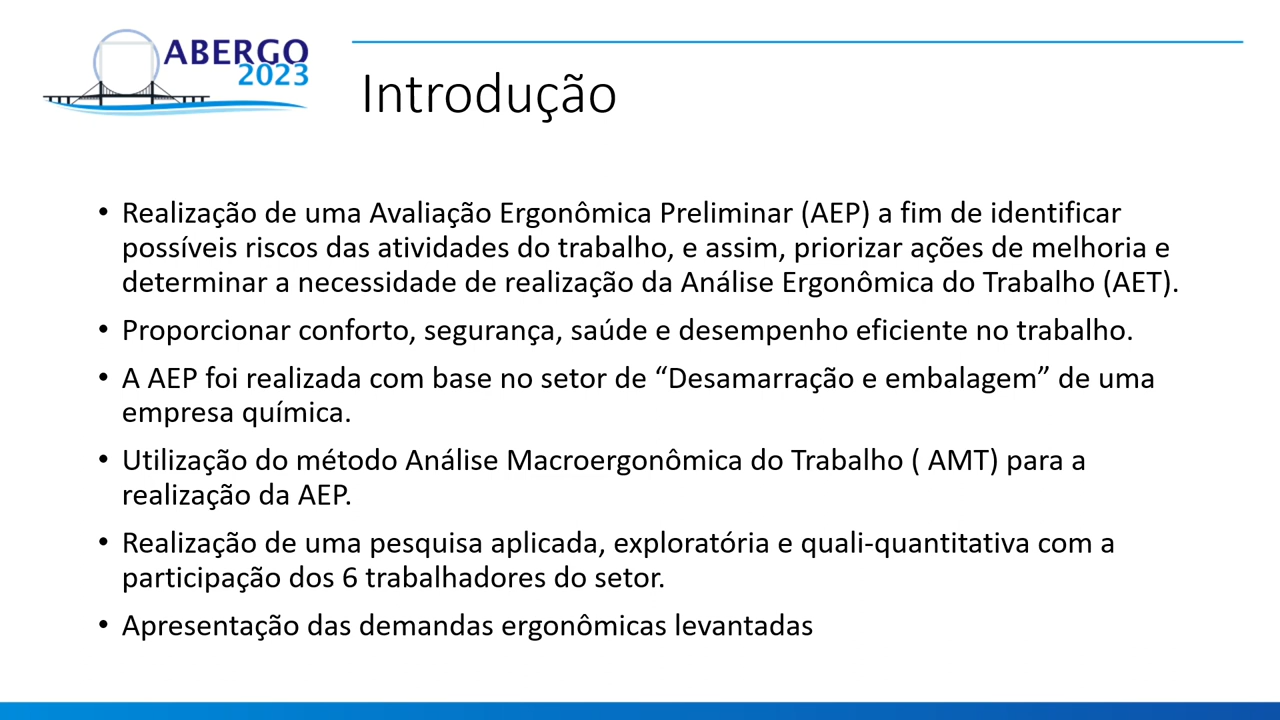 ABERGO
2023
Introdução
• Realização de uma Avaliação Ergonômica Preliminar (AEP) a fim de identificar
possíveis riscos das atividades do trabalho, e assim, priorizar ações de melhoria e
determinar a necessidade de realização da Análise Ergonômica do Trabalho (AET).
• Proporcionar conforto, segurança, saúde e desempenho eficiente no trabalho.
• A AEP foi realizada com base no setor de “Desamarração e embalagem” de uma
empresa química.
• Utilização do método Análise Macroergonômica do Trabalho ( AMT) para a
realização da AEP.
• Realização de uma pesquisa aplicada, exploratória e quali-quantitativa com a
participação dos 6 trabalhadores do setor.
• Apresentação das demandas ergonômicas levantadas